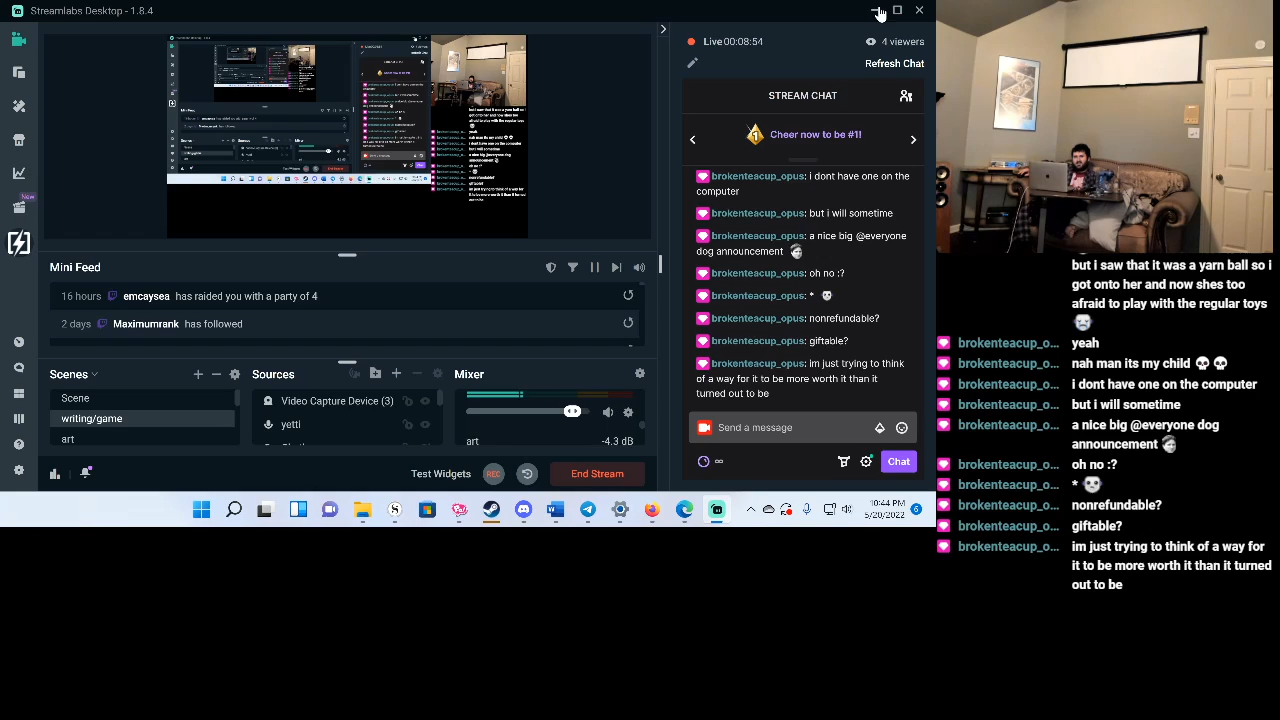 Streamlabs Desktop - 1.8.4
Live 00:08:54
4 viewers
Refresh Chat
STREAM CHAT
Cheer now to be #1!
brokenteacup_opus: i dont have one on the
computer
brokenteacup_opus: but i will sometime
brokenteacup_opus: a nice big @everyone
dog announcement
brokenteacup_opus: oh no :?
brokenteacup_opus: *
brokenteacup_opus: nonrefundable?
brokenteacup_opus: giftable?
brokenteacup_opus: im just trying to think
of a way for it to be more worth it than it
turned out to be
Send a message
∞
Chat
New
Mini Feed
16 hours emcaysea has raided you with a party of 4
2 days Maximumrank has followed
Scenes
Scene
writing/game
art
Sources
Video Capture Device (3)
yetti
Mixer
art
-4.3 dB
Test Widgets
REC
End Stream
10:44 PM
5/20/2022
6
but i saw that it was a yarn ball so i
got onto her and now shes too
afraid to play with the regular toys
brokenteacup_o... yeah
brokenteacup_o... nah man its my child
brokenteacup_o... i dont have one on the computer
brokenteacup_o... but i will sometime
brokenteacup_o... a nice big @everyone dog
announcement
brokenteacup_o... oh no :?
brokenteacup_o... *
brokenteacup_o... nonrefundable?
brokenteacup_o... giftable?
brokenteacup_o... im just trying to think of a way for
it to be more worth it than it turned
out to be